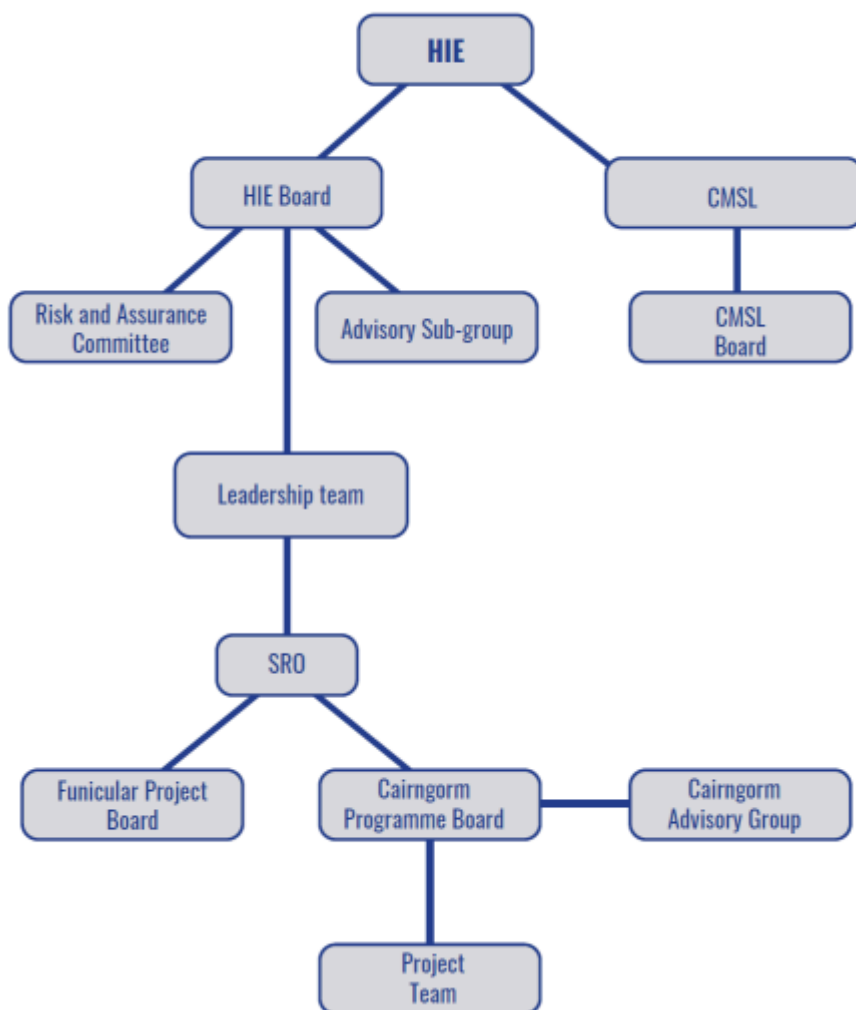 HIE
HIE Board
CMSL
Risk and Assurance
Committee
Advisory Sub-group
CMSL
Board
Leadership team
SRO
Funicular Project
Board
Cairngorm
Programme Board
Cairngorm
Advisory Group
Project
Team